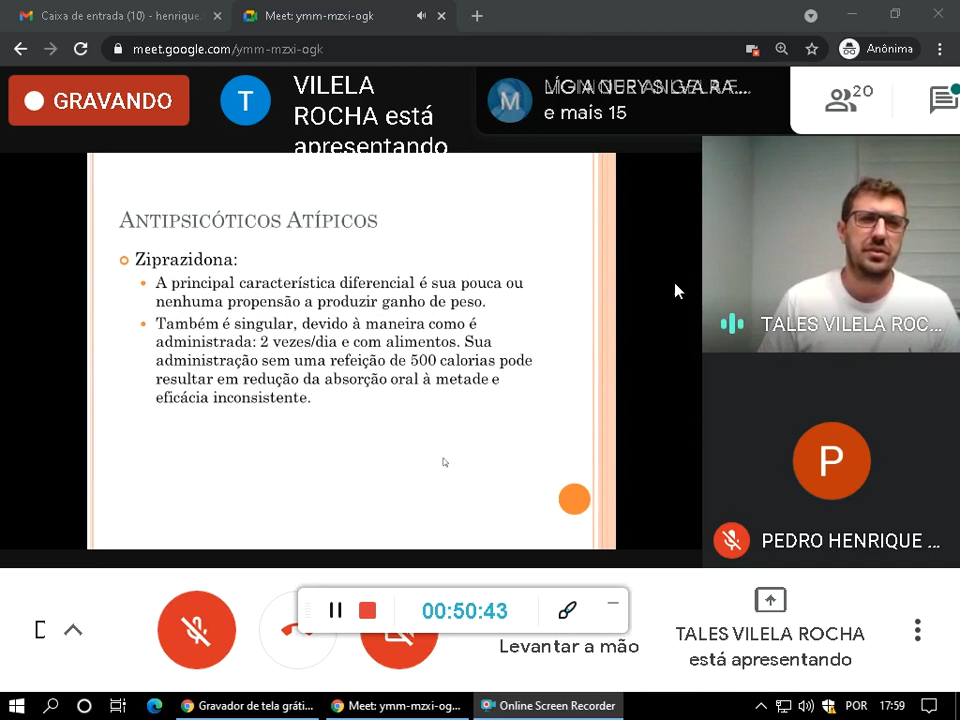 Caixa de entrada (10) - henrique.
Meet: ymm-mzxi-ogk
meet.google.com/ymm-mzxi-ogk
Anônima
GRAVANDO
T
VILELA
ROCHA está
apresentando
M
e mais 15
20
ANTIPSICÓTICOS ATÍPICOS
Ziprazidona:
A principal característica diferencial é sua pouca ou
nenhuma propensão a produzir ganho de peso.
Também é singular, devido à maneira como é
administrada: 2 vezes/dia e com alimentos. Sua
administração sem uma refeição de 500 calorias pode
resultar em redução da absorção oral à metade e
eficácia inconsistente.
TALES VILELA ROC...
P
PEDRO HENRIQUE ...
00:50:43
Levantar a mão
TALES VILELA ROCHA
está apresentando
Gravador de tela gráti...
Meet: ymm-mzxi-og...
Online Screen Recorder
POR
17:59